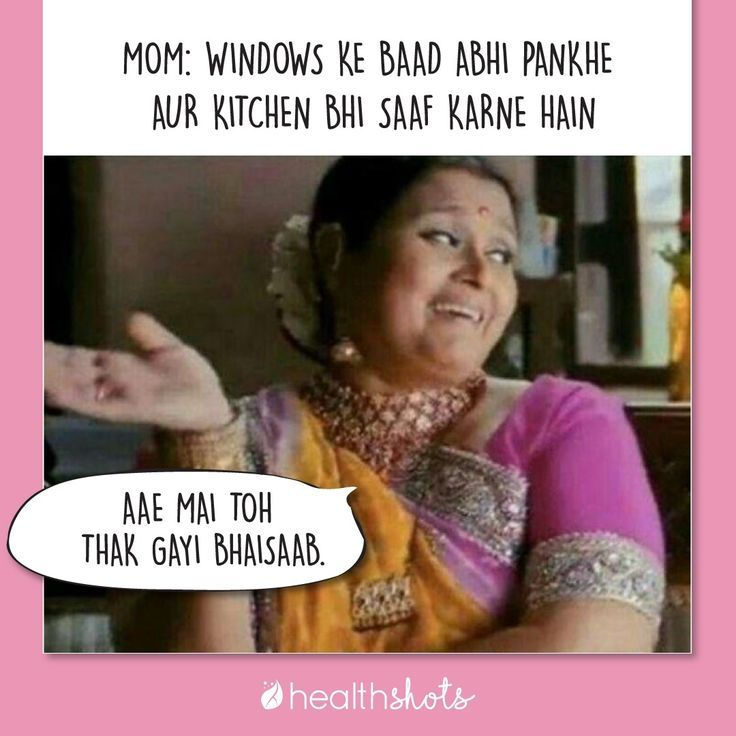 MOM: WINDOWS KE BAAD ABHI PANKHE
AUR KITCHEN BHI SAAF KARNE HAIN
AAE MAI TOH
THAK GAYI BHAISAAB.
healthshots